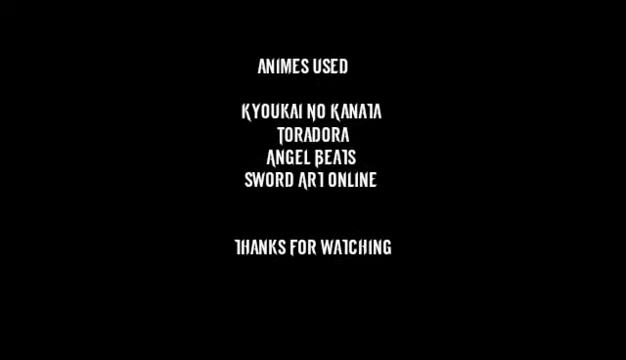 ANIMES USED
KYOUKAI NO KANATA
TORADORA
ANGEL BEATS
SWORD ART ONLINE
THANKS FOR WATCHING